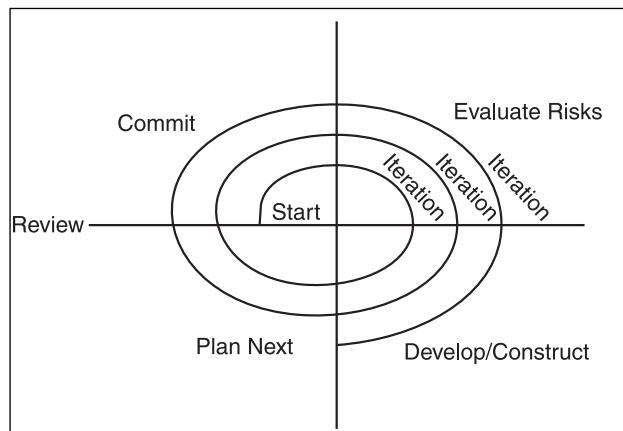 Commit
Evaluate Risks
Iteration
Iteration
Iteration
Start
Review
Plan Next
Develop/Construct